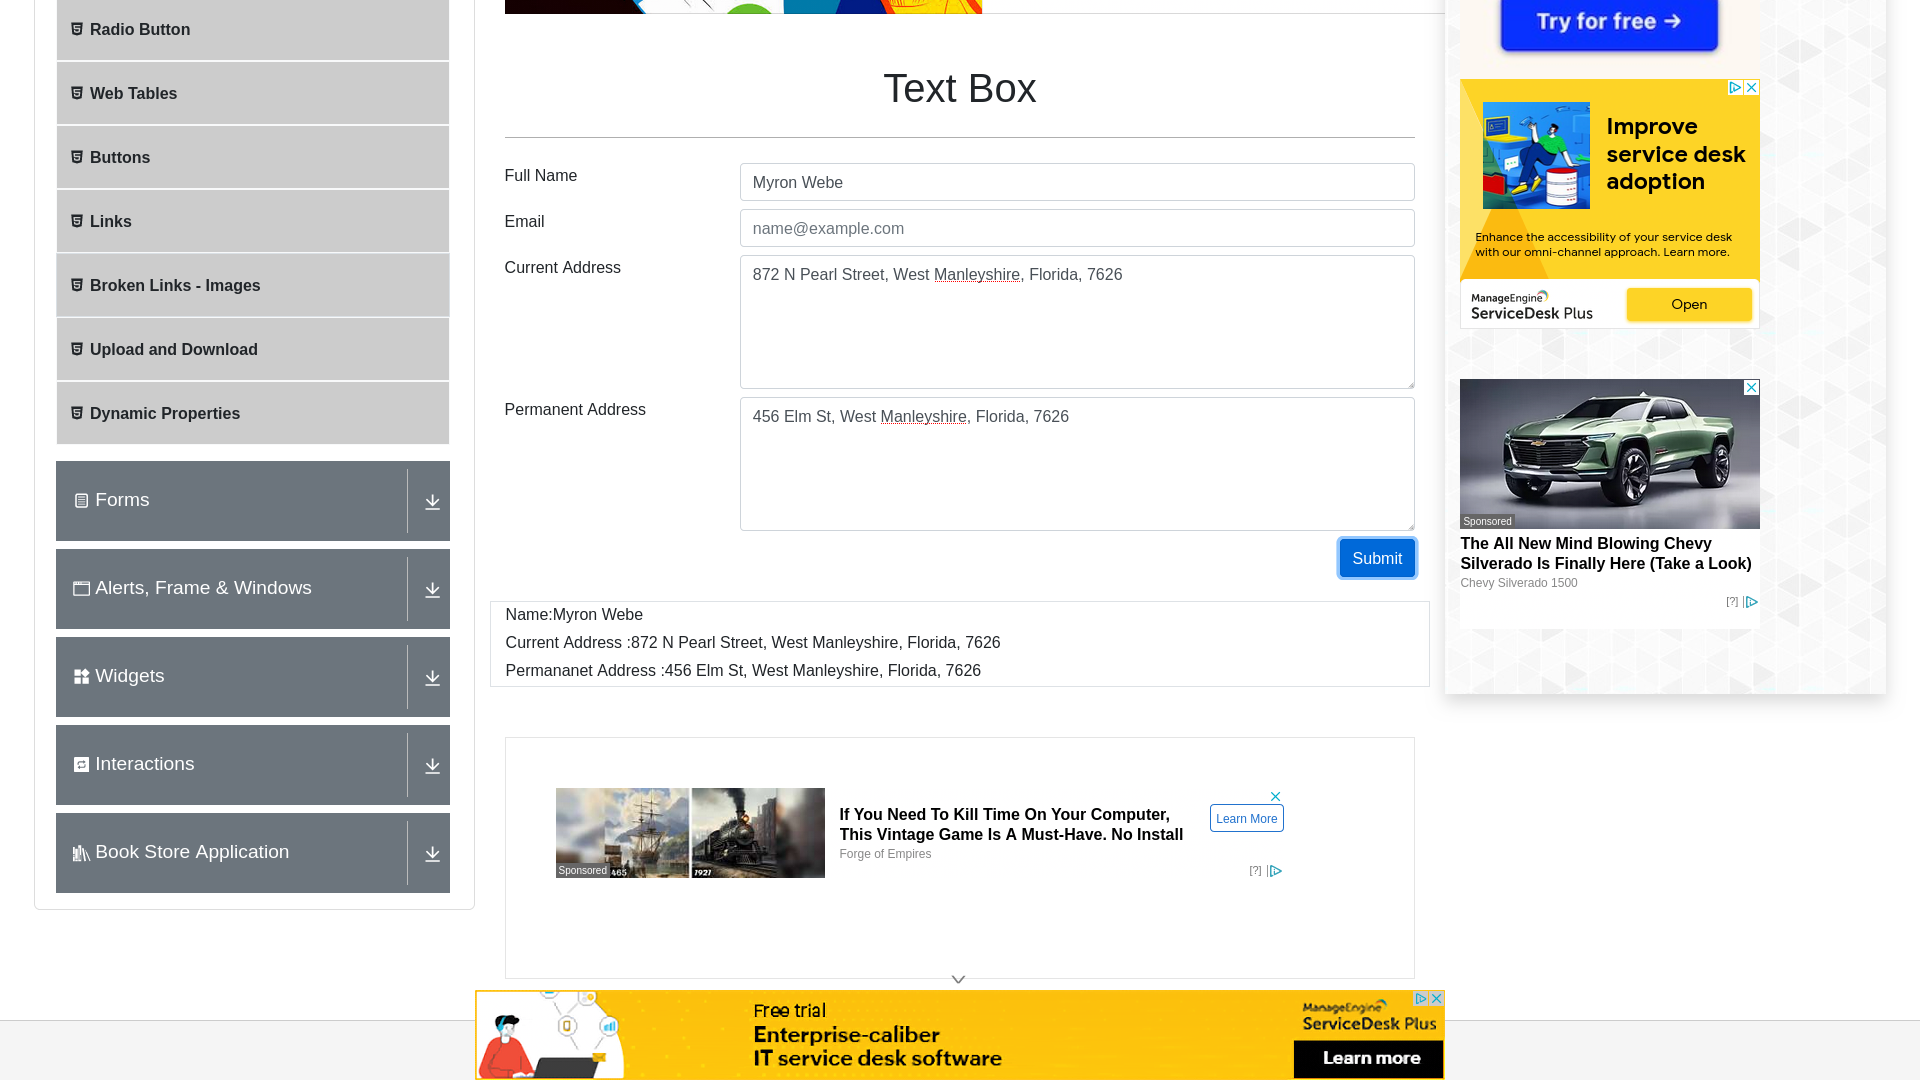 Radio Button
Web Tables
Buttons
Links
Broken Links - Images
Upload and Download
Dynamic Properties
Forms
Alerts, Frame & Windows
Widgets
Interactions
Book Store Application
Text Box
Full Name
Myron Webe
Email
name@example.com
Current Address
872 N Pearl Street, West Manleyshire, Florida, 7626
Permanent Address
456 Elm St, West Manleyshire, Florida, 7626
Submit
Name:Myron Webe
Current Address :872 N Pearl Street, West Manleyshire, Florida, 7626
Permananet Address :456 Elm St, West Manleyshire, Florida, 7626
Sponsored
1465
1921
If You Need To Kill Time On Your Computer,
This Vintage Game Is A Must-Have. No Install
Forge of Empires
Learn More
[?]
Free trial
Enterprise-caliber
IT service desk software
ManageEngine
ServiceDesk Plus
Learn more
Try for free →
Improve
service desk
adoption
Enhance the accessibility of your service desk
with our omni-channel approach. Learn more.
ManageEngine
ServiceDesk Plus
Open
Sponsored
The All New Mind Blowing Chevy
Silverado Is Finally Here (Take a Look)
Chevy Silverado 1500
[?]